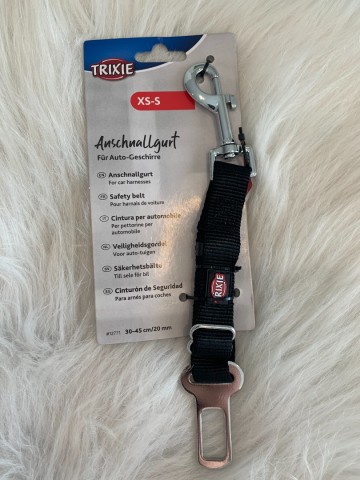 TRIXIE
XS-S
Anschnallgurt
Für Auto-Geschirre
DE Anschnallgurt
For car harnesses
Safety belt
Pour harnais de voiture
Cintura per automobile
Per pettorine per
automobile
Veiligheidsgordel
Voor auto-tuigen
Säkerhetsbälte
Till sele för bil
Cinturón de Seguridad
Para arnés para coches
#12771 30–45 cm/20 mm
TRIXIE